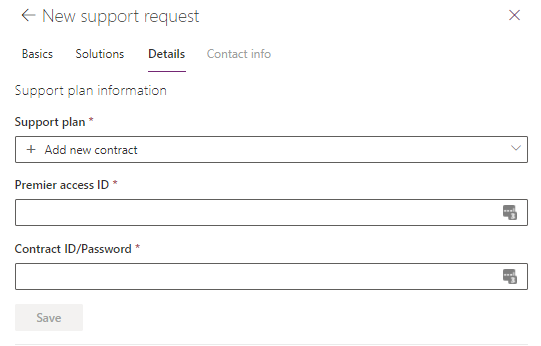 New support request
Basics Solutions Details Contact info
Support plan information
Support plan *
+ Add new contract
Premier access ID *
Contract ID/Password *
Save